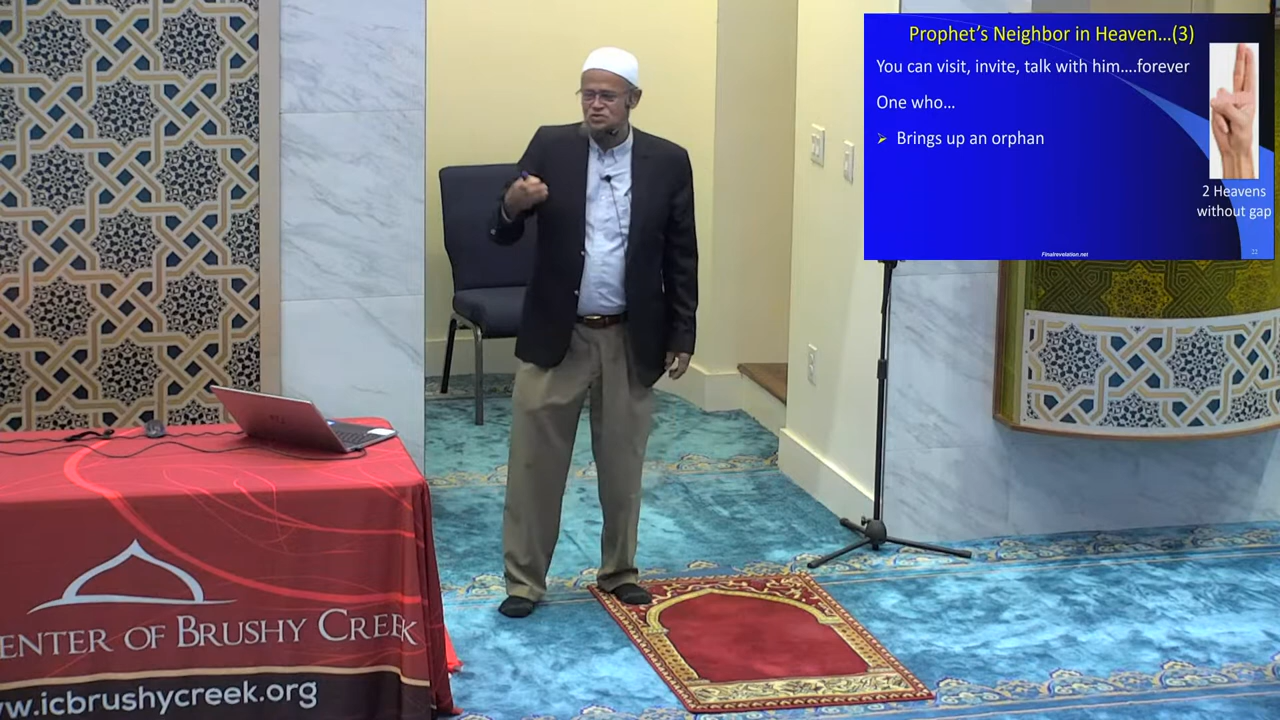 Prophet's Neighbor in Heaven...(3)
You can visit, invite, talk with him....forever
One who...
Brings up an orphan
2 Heavens
without gap
Finalrevelation.net
22
ENTER OF BRUSHY CREEK
w.icbrushycreek.org